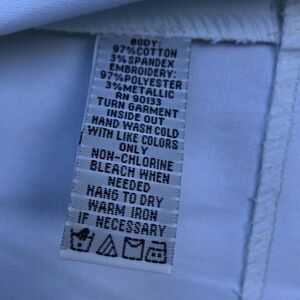 BODY:
97%COTTON
3%SPANDEX
EMBROIDERY:
97%POLYESTER
3%METALLIC
RN 90133
TURN GARMENT
INSIDE OUT
HAND WASH COLD
WITH LIKE COLORS
ONLY
NON-CHLORINE
BLEACH WHEN
NEEDED
HANG TO DRY
WARM IRON
IF NECESSARY